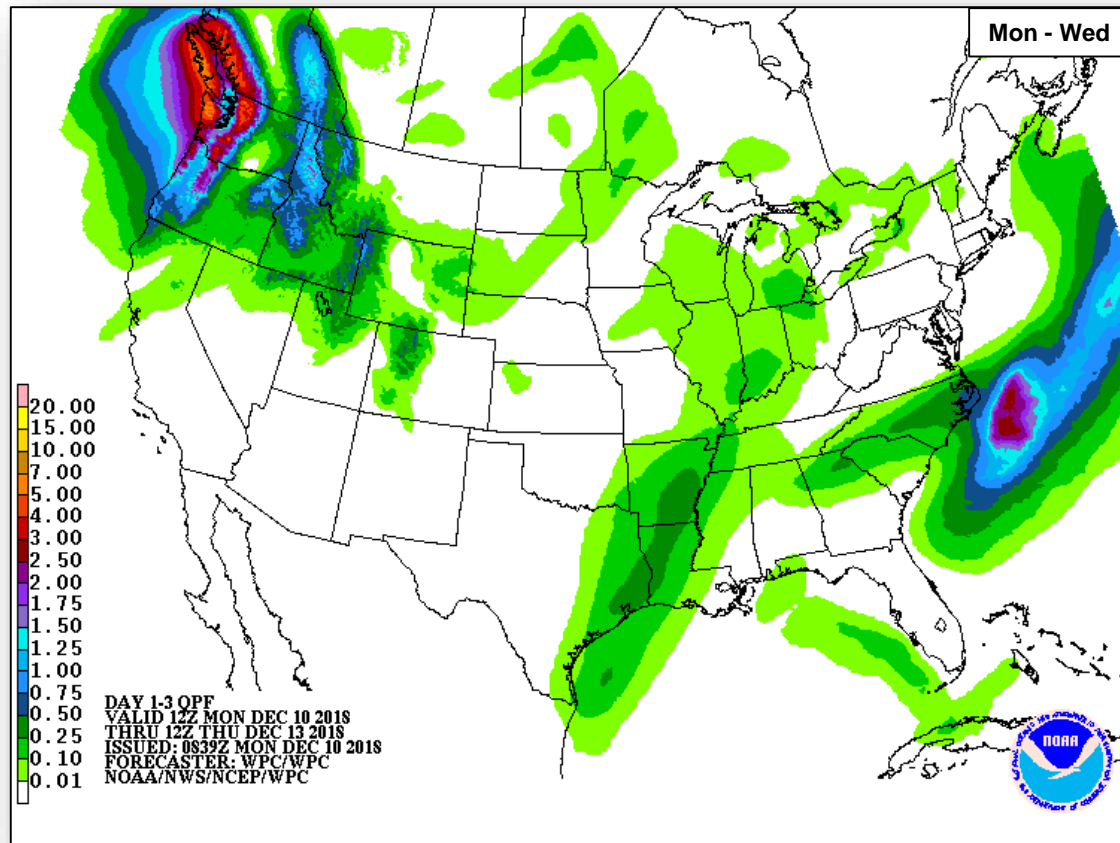 Mon - Wed
20.00
15.00
10.00
7.00
5.00
4.00
3.00
2.50
2.00
1.75
1.50
1.25
1.00
0.75
0.50
0.25
0.10
0.01
DAY 1-3 QPF
VALID 12Z MON DEC 10 2018
THRU 12Z THU DEC 13 2018
ISSUED: 0839Z MON DEC 10 2018
FORECASTER: WPC/WPC
NOAA/NWS/NCEP/WPC
NOAA